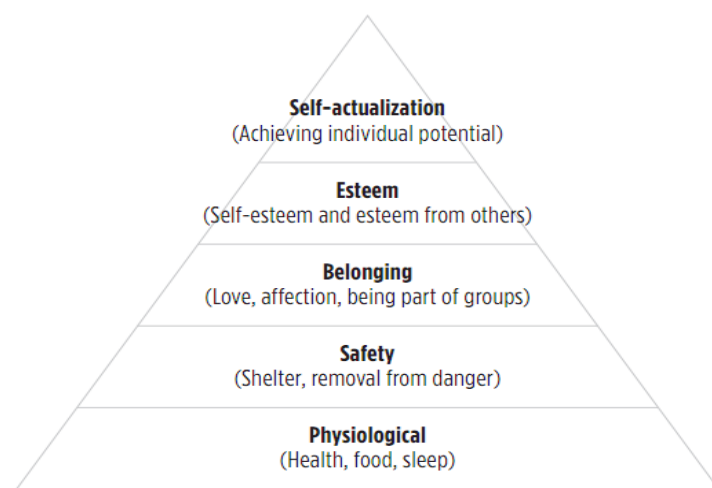 Self-actualization
(Achieving individual potential)
Esteem
(Self-esteem and esteem from others)
Belonging
(Love, affection, being part of groups)
Safety
(Shelter, removal from danger)
Physiological
(Health, food, sleep)